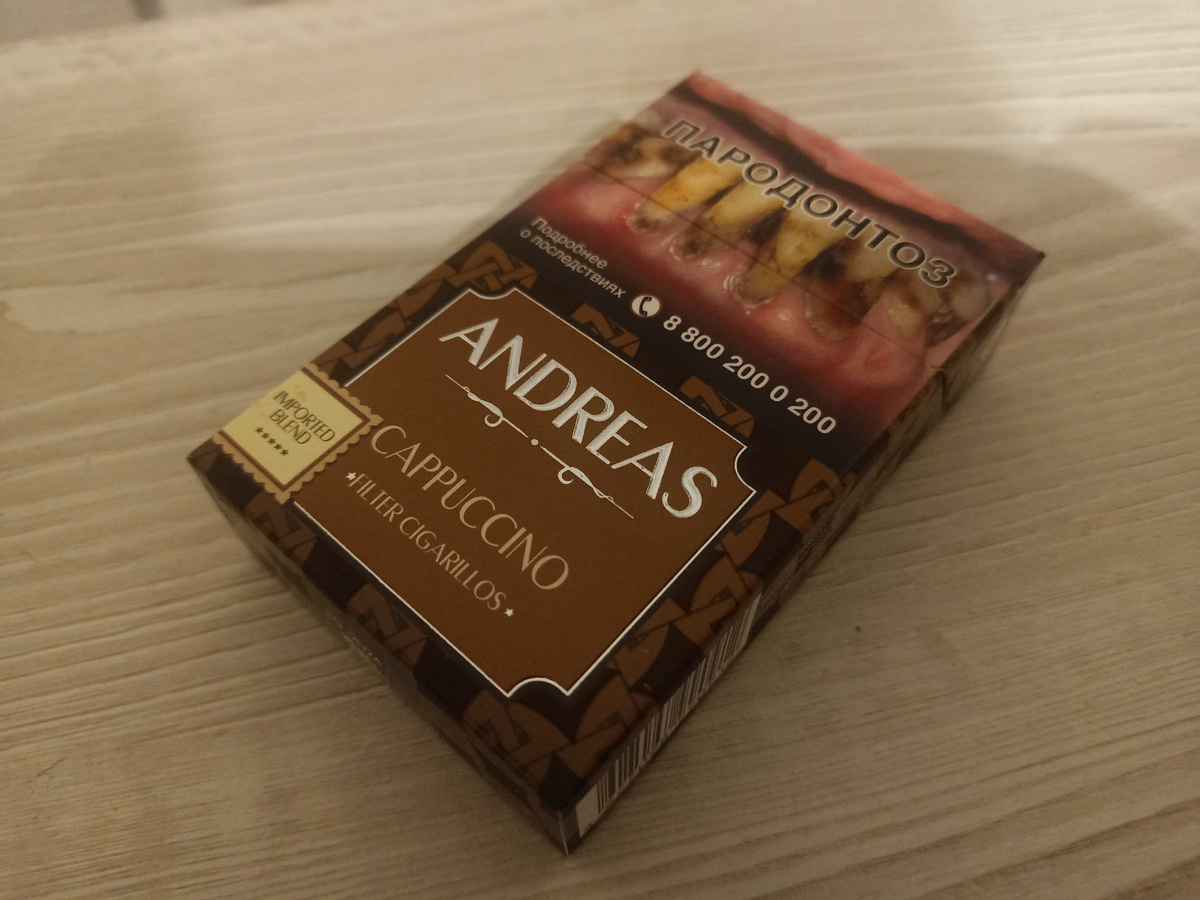 ПАРОДОНТОЗ
Подробнее
о последствиях
8 800 200 0 200
ANDREAS
IMPORTED
BLEND
★★★★★
CAPPUCCINO
★FILTER CIGARILLOS★